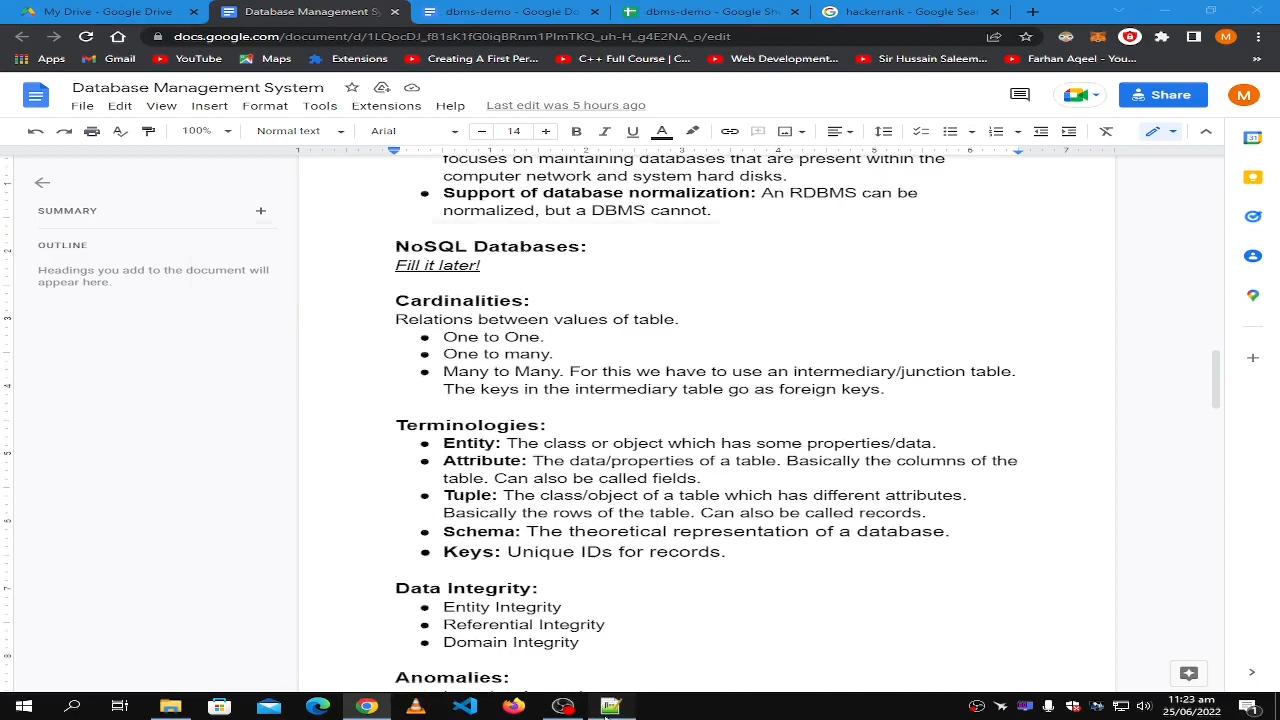 My Drive - Google Drive
Database Management S
dbms-demo - Google Do
dbms-demo - Google She
hackerrank - Google Sear
docs.google.com/document/d/1LQocDJ_f81sK1fG0iqBRnm1PImTKQ_uh-H_g4E2NA_o/edit
Apps
Gmail
YouTube
Maps
Extensions
Creating A First Per...
C++ Full Course | C...
Web Development...
Sir Hussain Saleem...
Farhan Aqeel - You...
Database Management System
File Edit View Insert Format Tools Extensions Help Last edit was 5 hours ago
Share
M
100% Normal text Arial 14
focuses on maintaining databases that are present within the
computer network and system hard disks.
Support of database normalization: An RDBMS can be
normalized, but a DBMS cannot.
SUMMARY
OUTLINE
Headings you add to the document will
appear here.
NoSQL Databases:
Fill it later!
Cardinalities:
Relations between values of table.
One to One.
One to many.
Many to Many. For this we have to use an intermediary/junction table.
The keys in the intermediary table go as foreign keys.
Terminologies:
Entity: The class or object which has some properties/data.
Attribute: The data/properties of a table. Basically the columns of the
table. Can also be called fields.
Tuple: The class/object of a table which has different attributes.
Basically the rows of the table. Can also be called records.
Schema: The theoretical representation of a database.
Keys: Unique IDs for records.
Data Integrity:
Entity Integrity
Referential Integrity
Domain Integrity
Anomalies:
11:23 am
25/06/2022